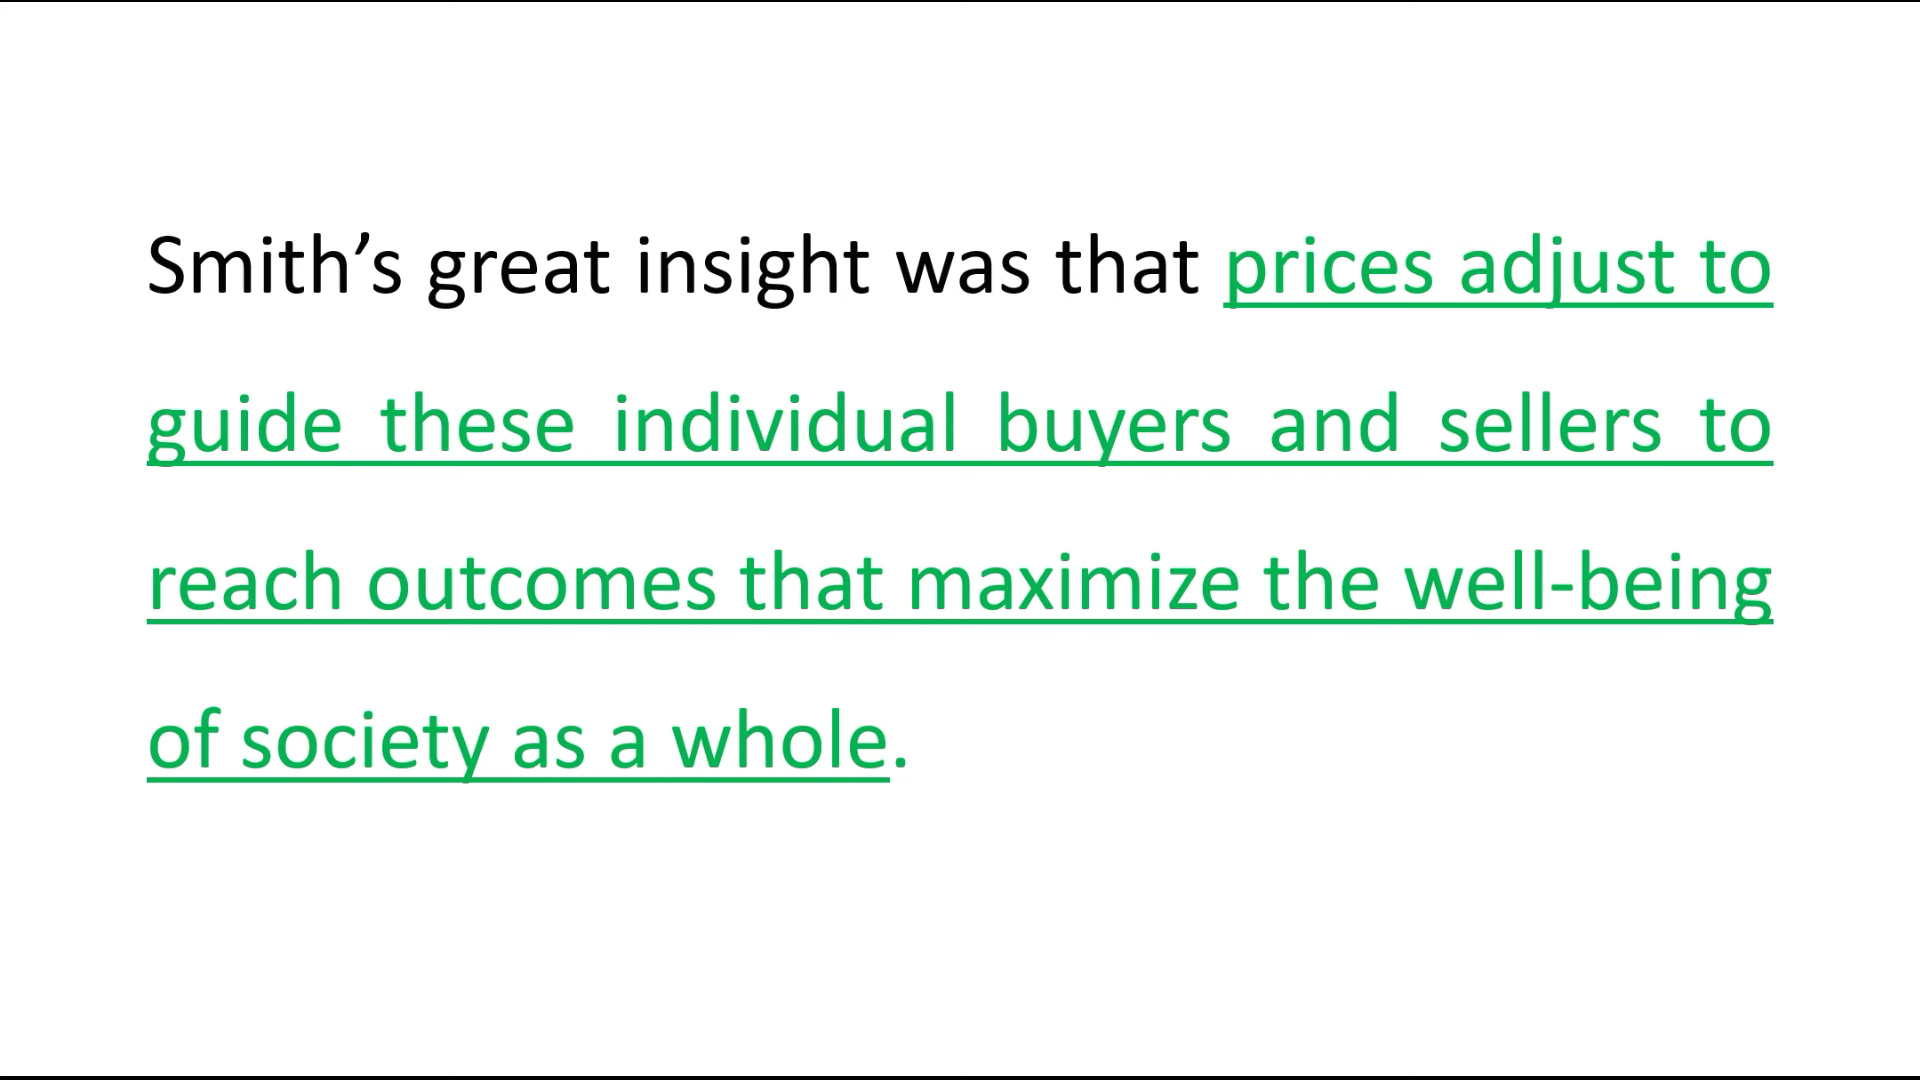 Smith’s great insight was that prices adjust to
guide these individual buyers and sellers to
reach outcomes that maximize the well-being
of society as a whole.